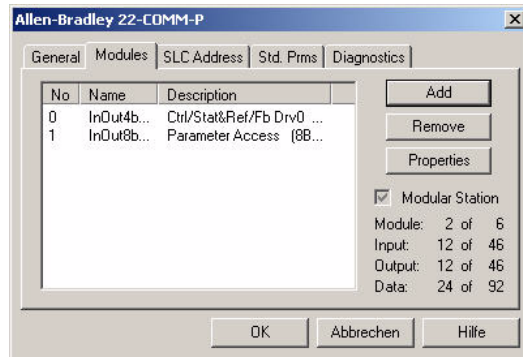 Allen-Bradley 22-COMM-P
General Modules SLC Address Std. Prms Diagnostics
No Name Description
0 InOut4b... Ctrl/Stat&Ref/Fb Drv0 ...
1 InOut8b... Parameter Access (8B...
Add
Remove
Properties
Modular Station
Module: 2 of 6
Input: 12 of 46
Output: 12 of 46
Data: 24 of 92
OK Abbrechen Hilfe